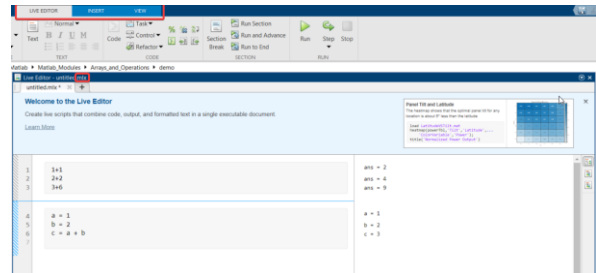 LIVE EDITOR INSERT VIEW
Text
Normal
B I U M
TEXT
Code
Task
Control
Refactor
CODE
Section Break
Run Section
Run and Advance
Run to End
SECTION
Run
Step
Stop
RUN
Matlab Matlab_Modules Arrays_and_Operations demo
Live Editor - untitled.mlx
untitled.mlx *
Welcome to the Live Editor
Create live scripts that combine code, output, and formatted text in a single executable document.
Learn More
Panel Tilt and Latitude
1 1+1
2 2+2
3 3+6
ans = 2
ans = 4
ans = 9
4 a = 1
5 b = 2
6 c = a + b
7
a = 1
b = 2
c = 3